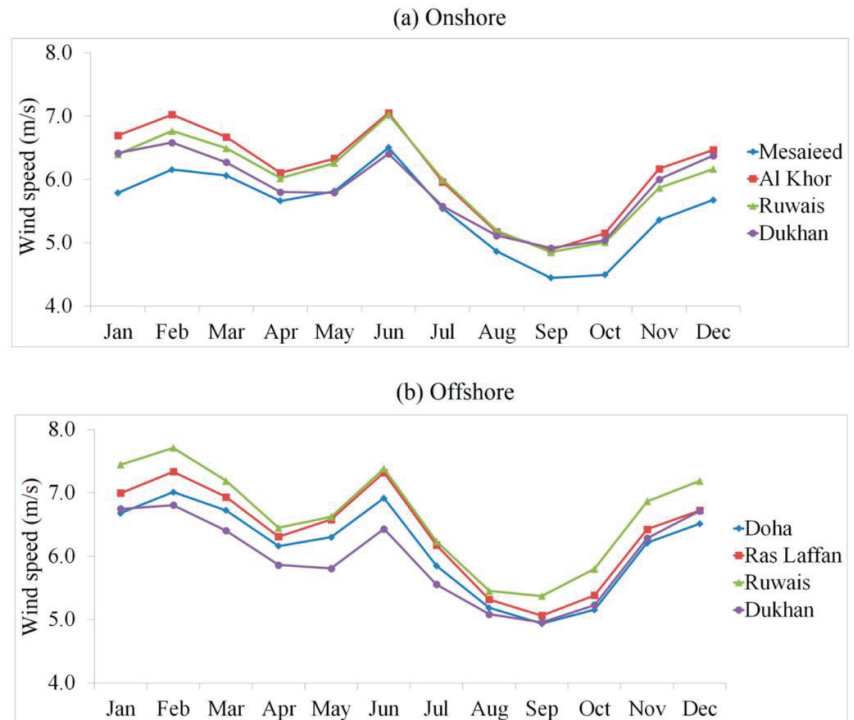 (a) Onshore
8.0
7.0
6.0
5.0
4.0
Wind speed (m/s)
Jan Feb Mar Apr May Jun Jul Aug Sep Oct Nov Dec
Mesaieed
Al Khor
Ruwais
Dukhan
(b) Offshore
8.0
7.0
6.0
5.0
4.0
Wind speed (m/s)
Jan Feb Mar Apr May Jun Jul Aug Sep Oct Nov Dec
Doha
Ras Laffan
Ruwais
Dukhan